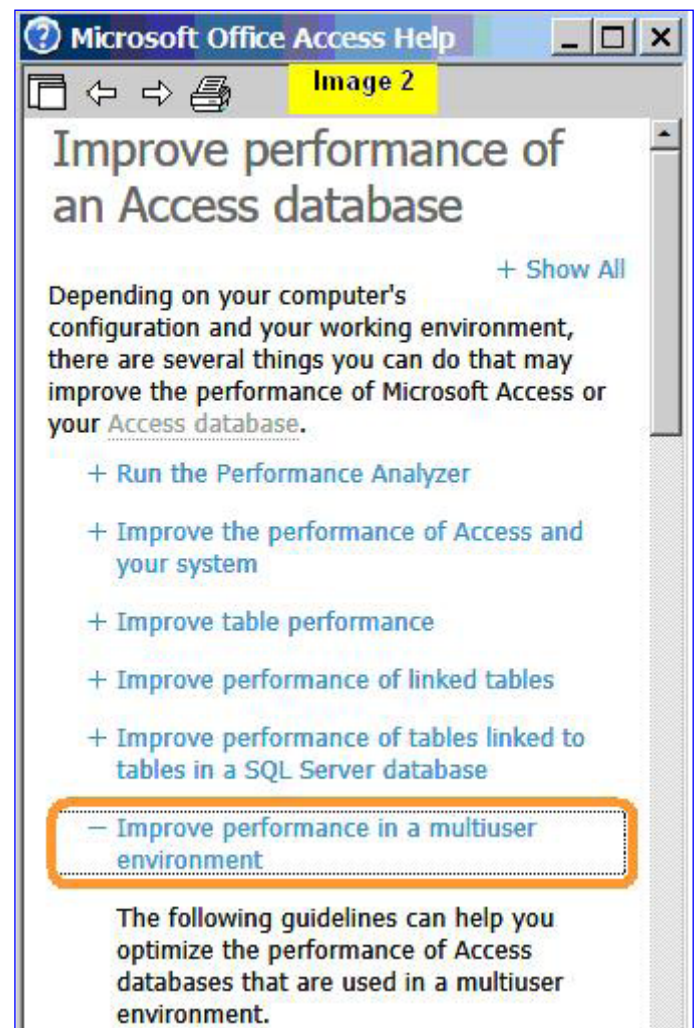 Microsoft Office Access Help
Image 2
Improve performance of
an Access database
+ Show All
Depending on your computer's
configuration and your working environment,
there are several things you can do that may
improve the performance of Microsoft Access or
your Access database.
+ Run the Performance Analyzer
+ Improve the performance of Access and
your system
+ Improve table performance
+ Improve performance of linked tables
+ Improve performance of tables linked to
tables in a SQL Server database
− Improve performance in a multiuser
environment
The following guidelines can help you
optimize the performance of Access
databases that are used in a multiuser
environment.